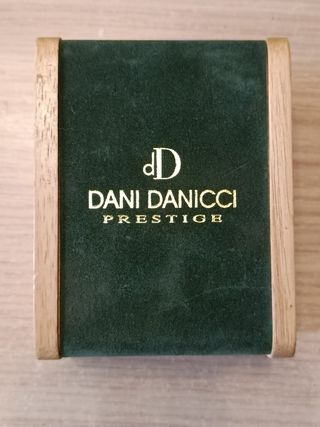 dD
DANI DANICCI
PRESTIGE